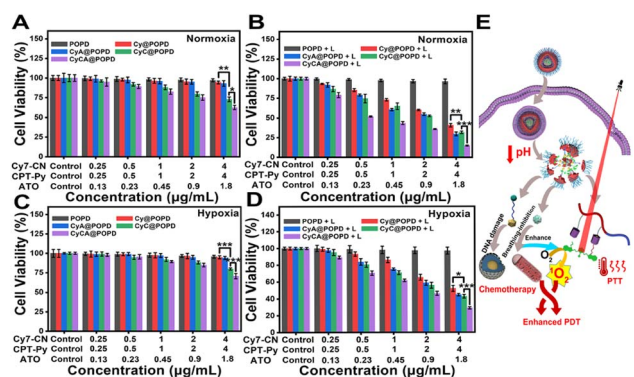 A
Normoxia
POPD
Cy@POPD
CyA@POPD
CyC@POPD
CyCA@POPD
Cell Viability (%)
150
125
100
75
50
25
0
**
*
Cy7-CN Control 0.25 0.5 1 2 4
CPT-Py Control 0.25 0.5 1 2 4
ATO Control 0.13 0.23 0.45 0.9 1.8
Concentration (μg/mL)
B
Normoxia
POPD + L
Cy@POPD + L
CyA@POPD + L
CyC@POPD + L
CyCA@POPD + L
Cell Viability (%)
150
125
100
75
50
25
0
**
***
Control 0.25 0.5 1 2 4
Control 0.25 0.5 1 2 4
Control 0.13 0.23 0.45 0.9 1.8
Concentration (μg/mL)
C
Hypoxia
POPD
Cy@POPD
CyA@POPD
CyC@POPD
CyCA@POPD
Cell Viability (%)
150
125
100
75
50
25
0
***
**
Cy7-CN Control 0.25 0.5 1 2 4
CPT-Py Control 0.25 0.5 1 2 4
ATO Control 0.13 0.23 0.45 0.9 1.8
Concentration (μg/mL)
D
Hypoxia
POPD + L
Cy@POPD + L
CyA@POPD + L
CyC@POPD + L
CyCA@POPD + L
Cell Viability (%)
150
125
100
75
50
25
0
*
***
Control 0.25 0.5 1 2 4
Control 0.25 0.5 1 2 4
Control 0.13 0.23 0.45 0.9 1.8
Concentration (μg/mL)
E
pH
DNA damage
Breathing-inhibition
Enhance
O2
¹O2
PTT
Chemotherapy
Enhanced PDT